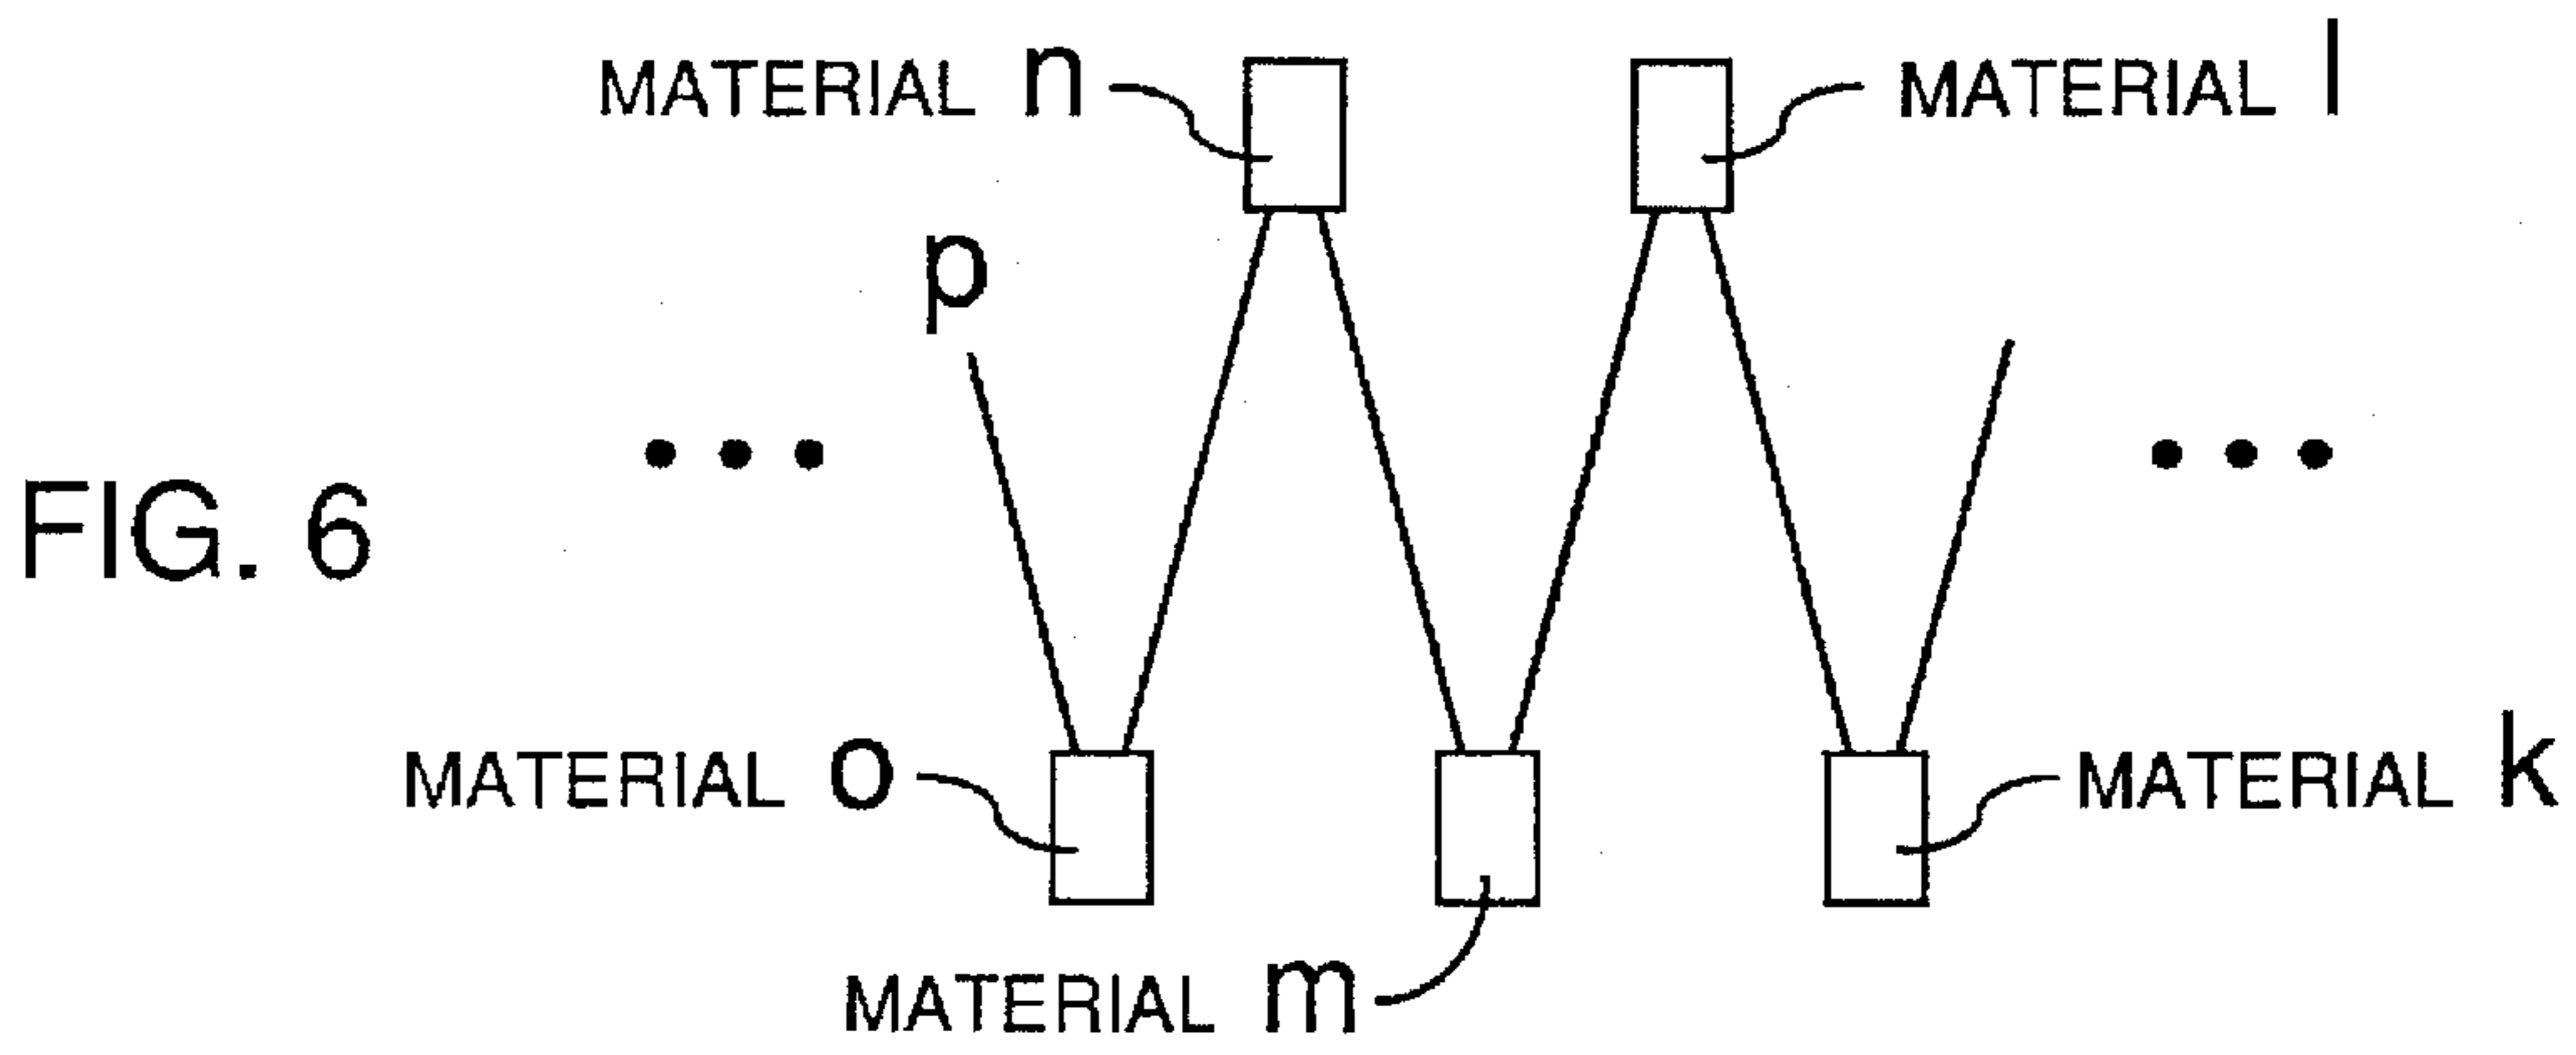 MATERIAL n
MATERIAL l
p
FIG. 6
MATERIAL o
MATERIAL k
MATERIAL m